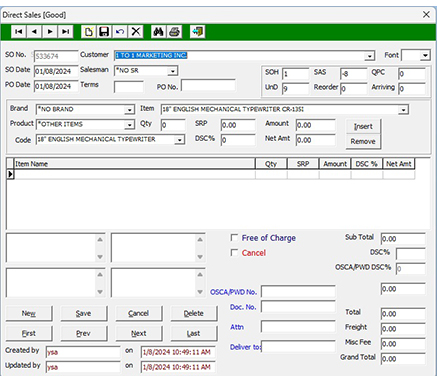 Direct Sales [Good]
SO No. 533674 Customer 1 TO 1 MARKETING INC. Font
SO Date 01/08/2024 Salesman *NO SR SOH 1 SAS -8 QPC 0
PO Date 01/08/2024 Terms PO No. UnD 9 Reorder 0 Arriving 0
Brand *NO BRAND Item 18" ENGLISH MECHANICAL TYPEWRITER CR-13SI
Product *OTHER ITEMS Qty 0 SRP 0.00 Amount 0.00 Insert
Code 18" ENGLISH MECHANICAL TYPEWRITER DSC% 0 Net Amt 0.00 Remove
Item Name Qty SRP Amount DSC % Net Amt
Free of Charge Sub Total 0.00
Cancel DSC%
OSCA/PWD DSC% 0
OSCA/PWD No. 0.00
Doc. No.
New Save Cancel Delete Total 0.00
First Prev Next Last Attn Freight 0.00
Created by ysa on 1/8/2024 10:49:11 AM Deliver to: Misc Fee 0.00
Updated by ysa on 1/8/2024 10:49:11 AM Grand Total 0.00